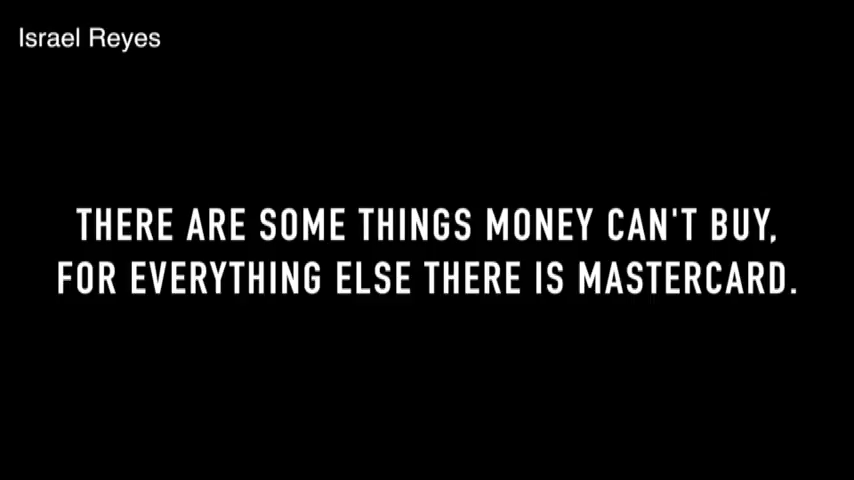 Israel Reyes
THERE ARE SOME THINGS MONEY CAN'T BUY,
FOR EVERYTHING ELSE THERE IS MASTERCARD.